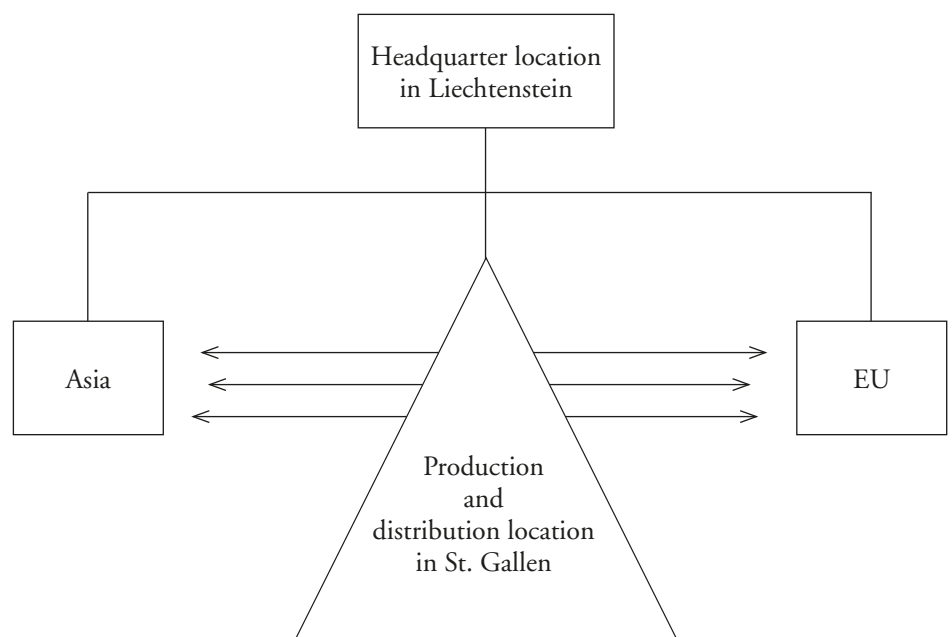 Headquarter location
in Liechtenstein
Asia
EU
Production
and
distribution location
in St. Gallen